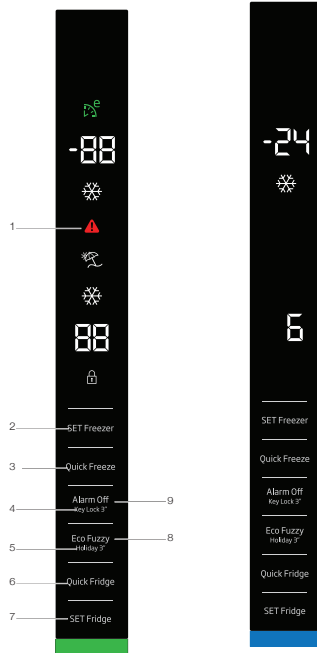 e
-88
1
88
2
SET Freezer
3
Quick Freeze
Alarm Off
9
4
Key Lock 3"
Eco Fuzzy
8
5
Holiday 3"
6
Quick Fridge
7
SET Fridge
-24
6
SET Freezer
Quick Freeze
Alarm Off
Key Lock 3"
Eco Fuzzy
Holiday 3"
Quick Fridge
SET Fridge